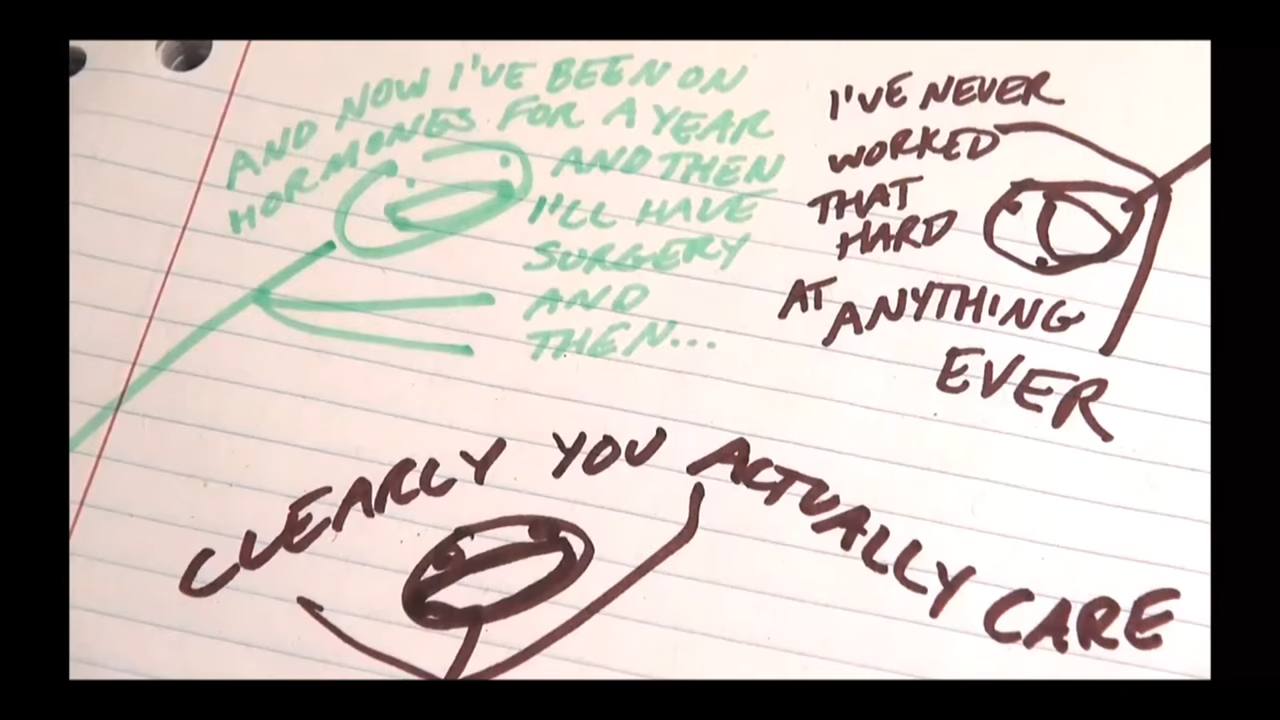 AND NOW I'VE BEEN ON
HORMONES FOR A YEAR
AND THEN
I'LL HAVE
SURGERY
AND
THEN...
I'VE NEVER
WORKED
THAT
HARD
AT ANYTHING
EVER
CLEARLY YOU ACTUALLY CARE